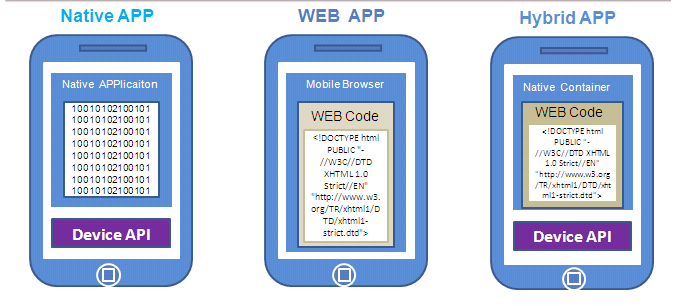 Native APP
WEB APP
Hybrid APP
Native APPlicaiton
10010102100101
10010102100101
10010102100101
10010102100101
10010102100101
10010102100101
10010102100101
10010102100101
Device API
Mobile Browser
WEB Code
<!DOCTYPE html
PUBLIC "-
//W3C//DTD
XHTML 1.0
Strict//EN"
"http://www.w3.
org/TR/xhtml1/D
TD/xhtml1-
strict.dtd">
Native Container
WEB Code
<!DOCTYPE html
PUBLIC "-
//W3C//DTD XHTML
1.0 Strict//EN"
"http://www.w3.org
/TR/xhtml1/DTD/xht
ml1-strict.dtd">
Device API